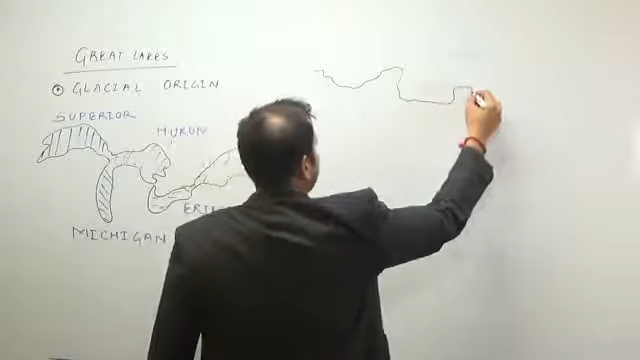 GREAT LAKES
GLACIAL ORIGIN
SUPERIOR
HURON
ERIE
MICHIGAN